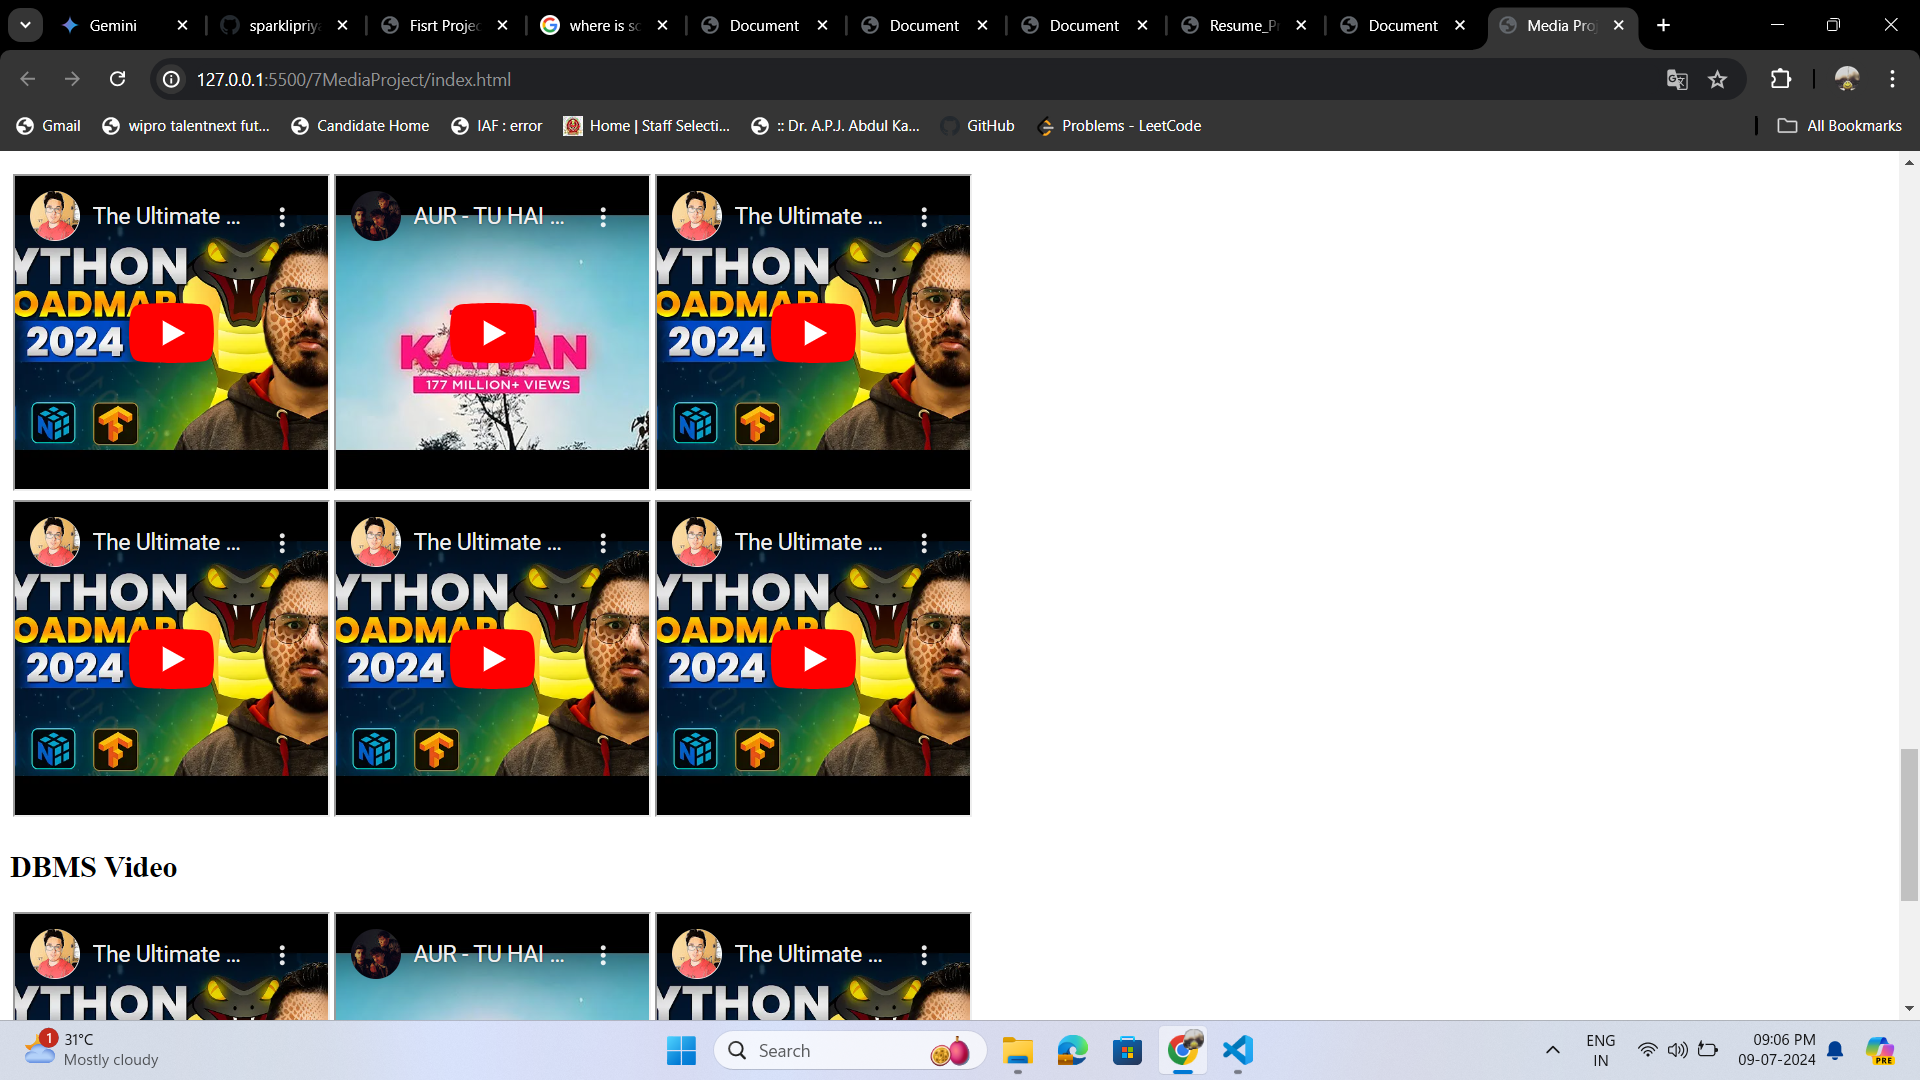 Gemini
sparklipriya
Fisrt Projec
where is sc
Document
Document
Document
Resume_Pr
Document
Media Proj
127.0.0.1:5500/7MediaProject/index.html
Gmail
wipro talentnext fut...
Candidate Home
IAF : error
Home | Staff Selecti...
:: Dr. A.P.J. Abdul Ka...
GitHub
Problems - LeetCode
All Bookmarks
The Ultimate ...
AUR - TU HAI ...
The Ultimate ...
YTHON
OADMAP
2024
KAHAN
177 MILLION+ VIEWS
YTHON
OADMAP
2024
The Ultimate ...
The Ultimate ...
The Ultimate ...
YTHON
OADMAP
2024
YTHON
OADMAP
2024
YTHON
OADMAP
2024
DBMS Video
The Ultimate ...
AUR - TU HAI ...
The Ultimate ...
YTHON
YTHON
1
31°C
Mostly cloudy
Search
ENG
IN
09:06 PM
09-07-2024
PRE